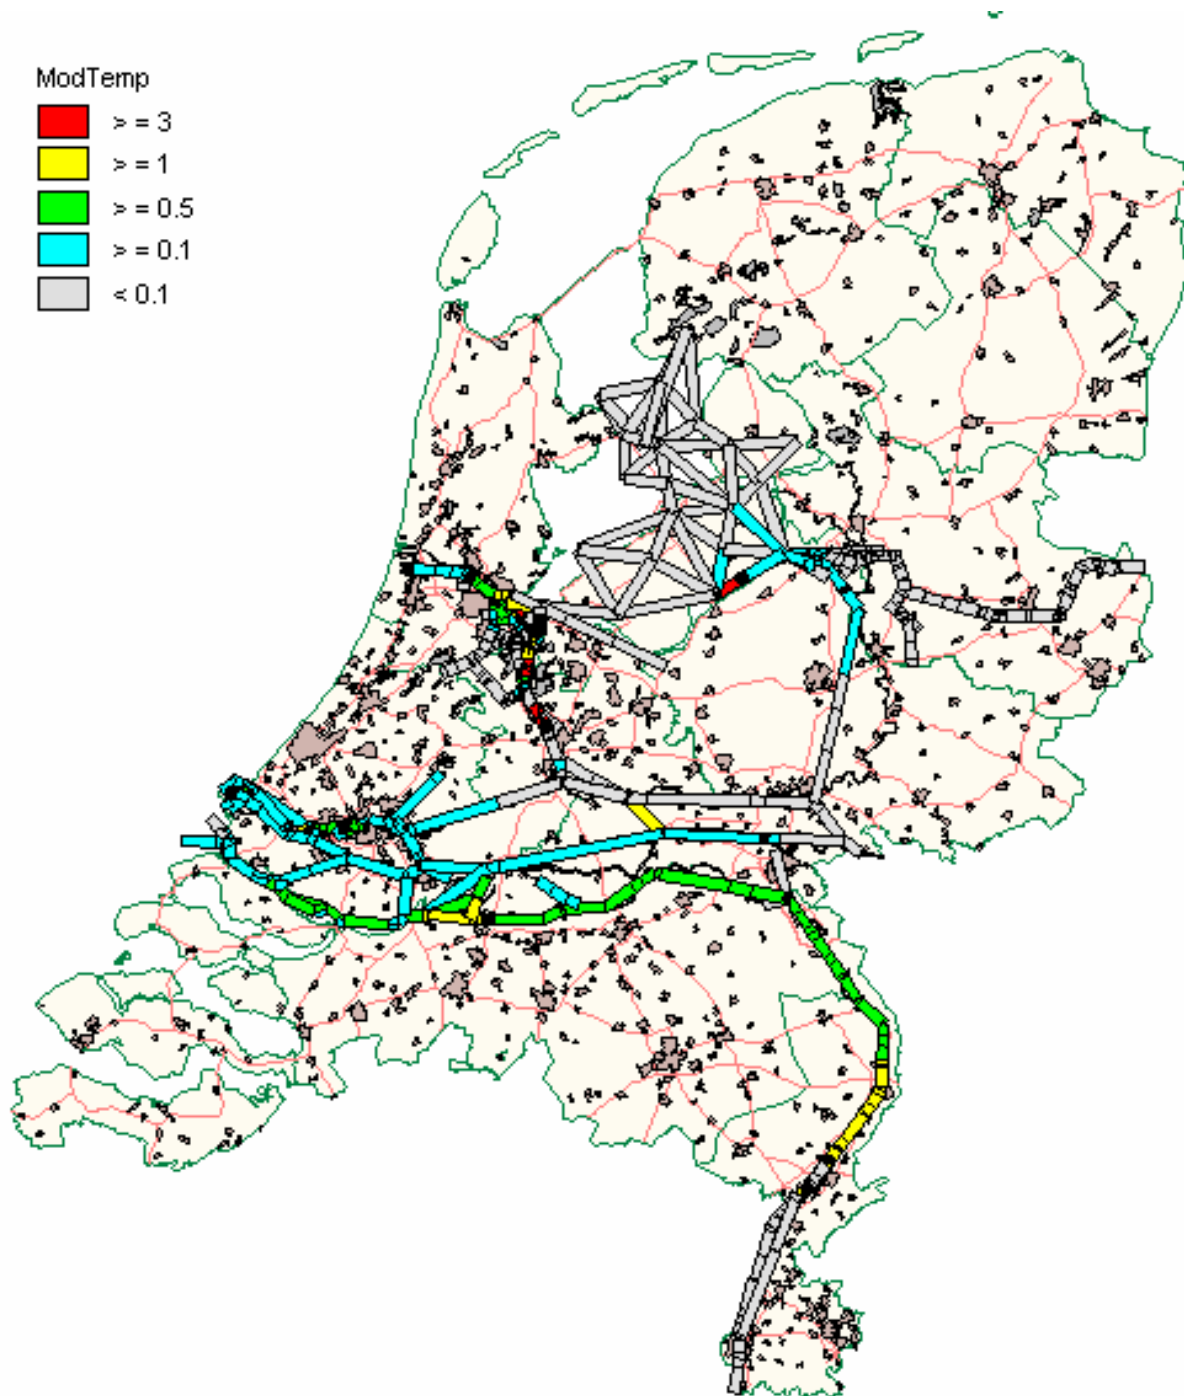 ModTemp
> = 3
> = 1
> = 0.5
> = 0.1
< 0.1